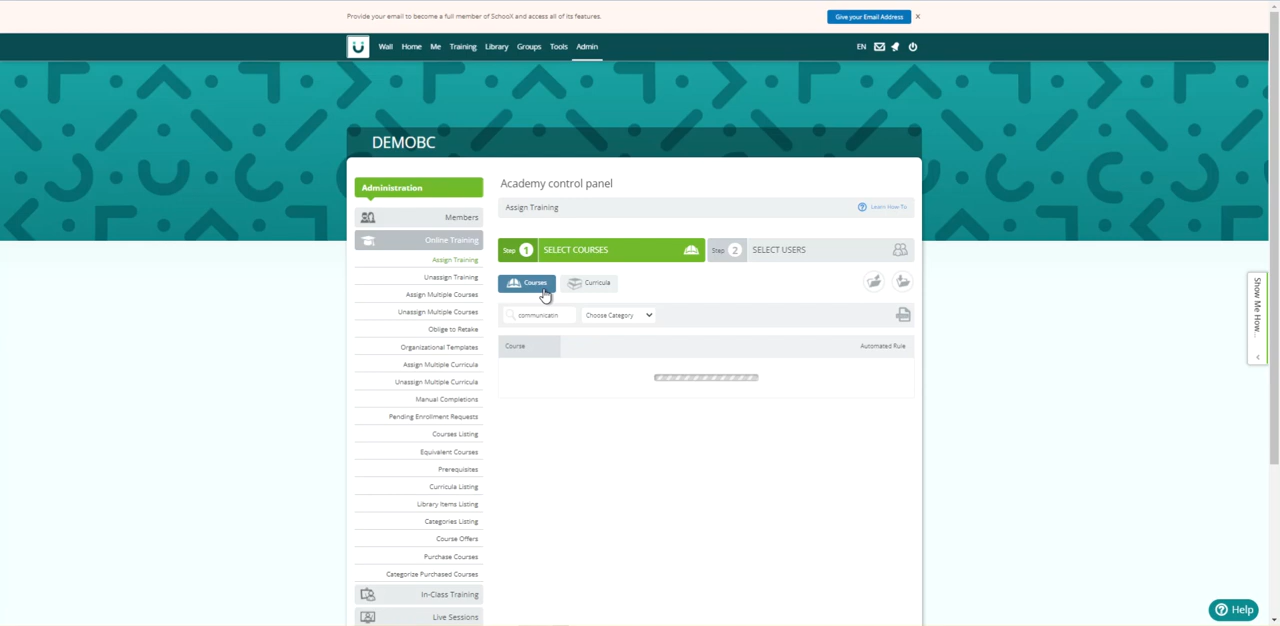 Provide your email to become a full member of SchooX and access all of its features.
Give your Email Address
×
Wall Home Me Training Library Groups Tools Admin
EN
DEMOBC
Administration
Members
Online Training
Assign Training
Unassign Training
Assign Multiple Courses
Unassign Multiple Courses
Oblige to Retake
Organizational Templates
Assign Multiple Curricula
Unassign Multiple Curricula
Manual Completions
Pending Enrollment Requests
Courses Listing
Equivalent Courses
Prerequisites
Curricula Listing
Library Items Listing
Categories Listing
Course Offers
Purchase Courses
Categorize Purchased Courses
In-Class Training
Live Sessions
Academy control panel
Assign Training
Learn How To
Step 1 SELECT COURSES
Step 2 SELECT USERS
Courses Curricula
communicatn Choose Category
Course Automated Rule
Show Me How...
Help